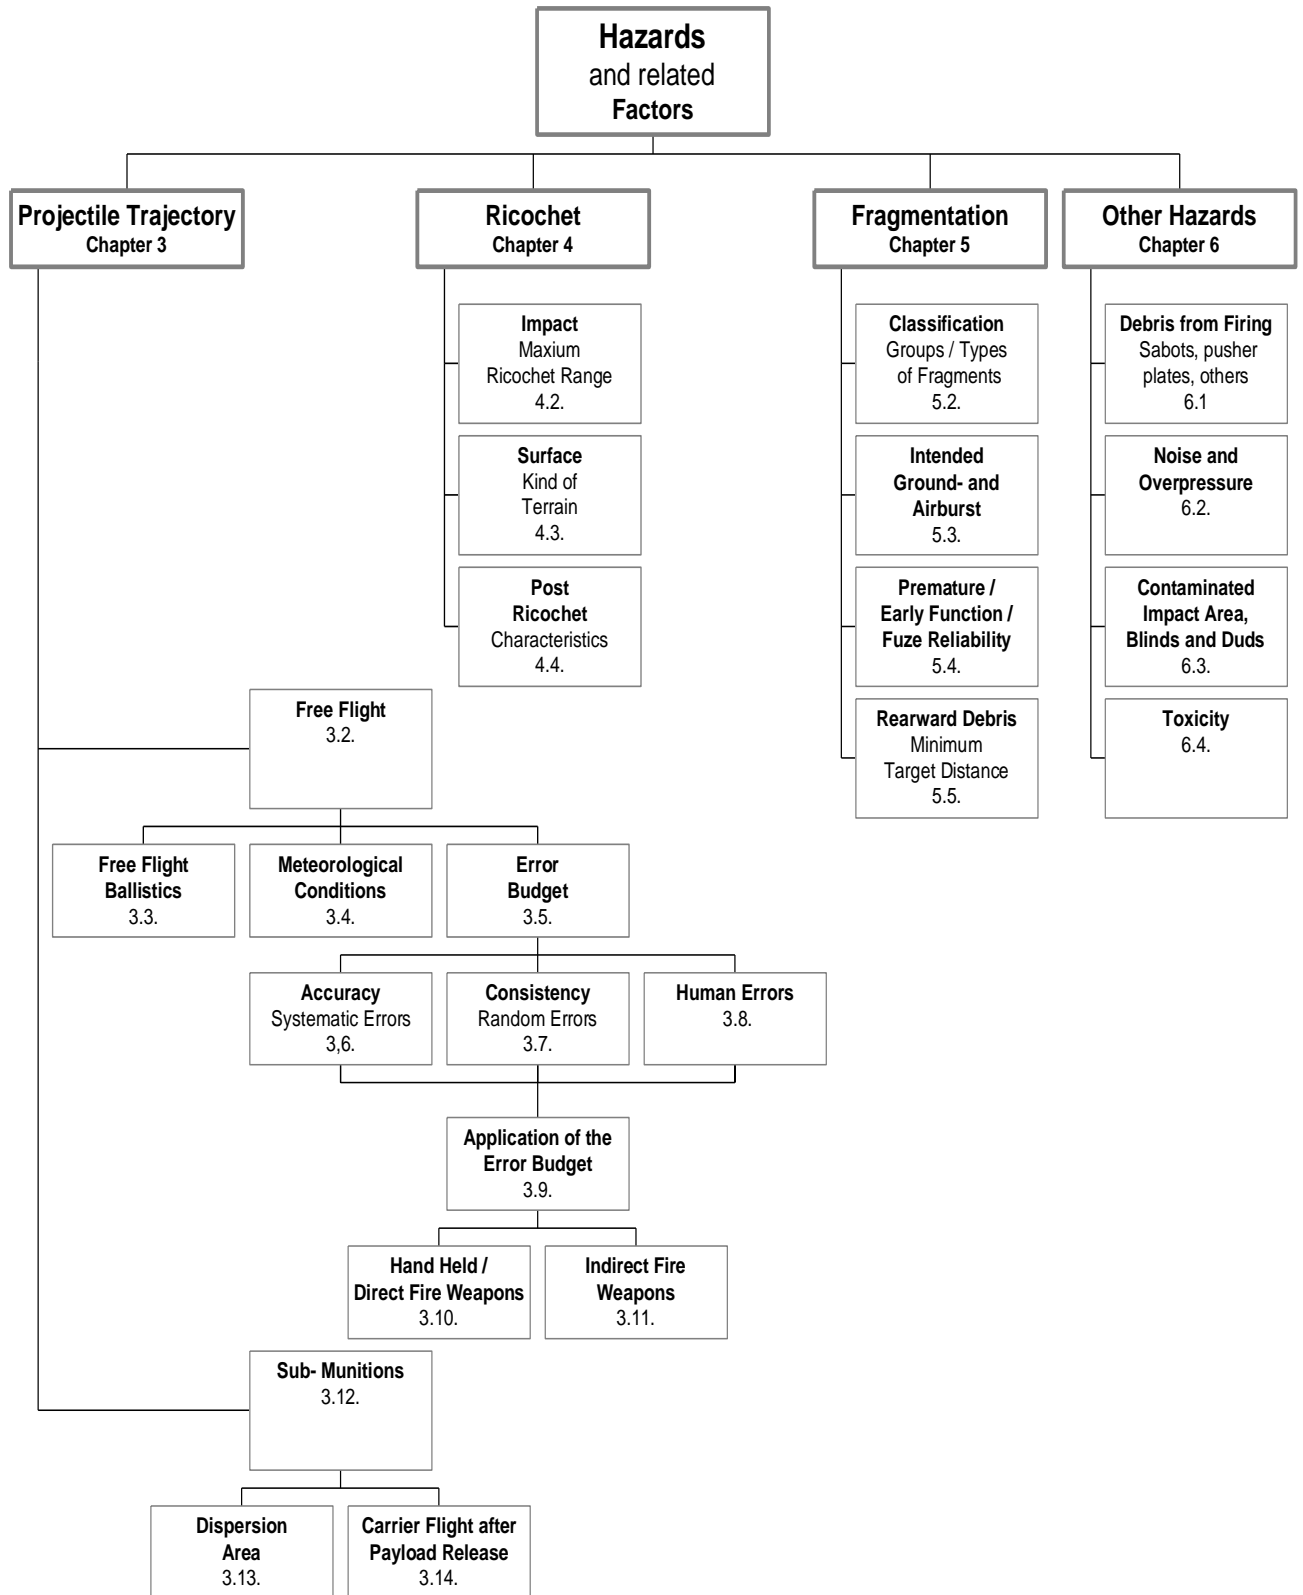 Hazards
and related
Factors
Projectile Trajectory
Chapter 3
Ricochet
Chapter 4
Fragmentation
Chapter 5
Other Hazards
Chapter 6
Impact
Maxium
Ricochet Range
4.2.
Surface
Kind of
Terrain
4.3.
Post
Ricochet
Characteristics
4.4.
Classification
Groups / Types
of Fragments
5.2.
Intended
Ground- and
Airburst
5.3.
Premature /
Early Function /
Fuze Reliability
5.4.
Rearward Debris
Minimum
Target Distance
5.5.
Debris from Firing
Sabots, pusher
plates, others
6.1
Noise and
Overpressure
6.2.
Contaminated
Impact Area,
Blinds and Duds
6.3.
Toxicity
6.4.
Free Flight
3.2.
Free Flight
Ballistics
3.3.
Meteorological
Conditions
3.4.
Error
Budget
3.5.
Accuracy
Systematic Errors
3,6.
Consistency
Random Errors
3.7.
Human Errors
3.8.
Application of the
Error Budget
3.9.
Hand Held /
Direct Fire Weapons
3.10.
Indirect Fire
Weapons
3.11.
Sub- Munitions
3.12.
Dispersion
Area
3.13.
Carrier Flight after
Payload Release
3.14.